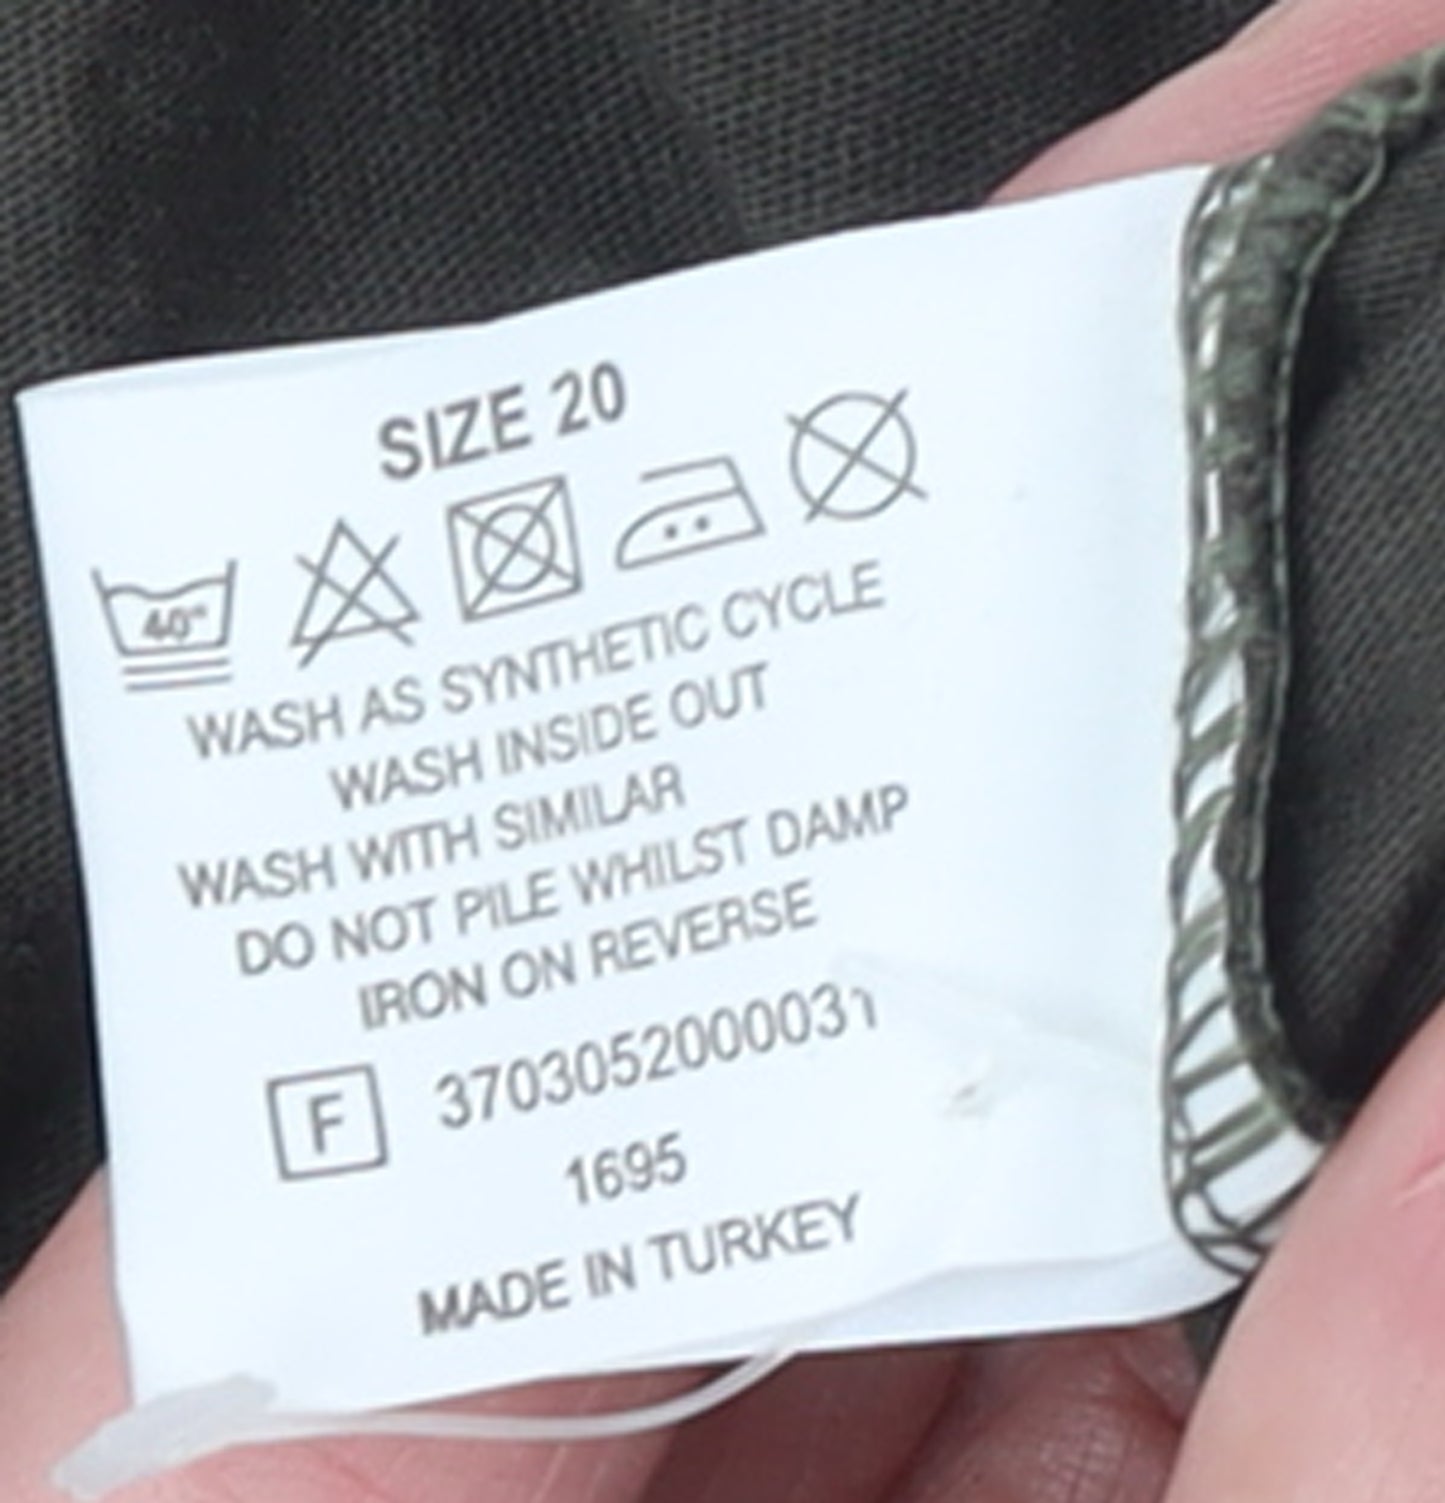 SIZE 20
40°
WASH AS SYNTHETIC CYCLE
WASH INSIDE OUT
WASH WITH SIMILAR
DO NOT PILE WHILST DAMP
IRON ON REVERSE
F 3703052000031
1695
MADE IN TURKEY